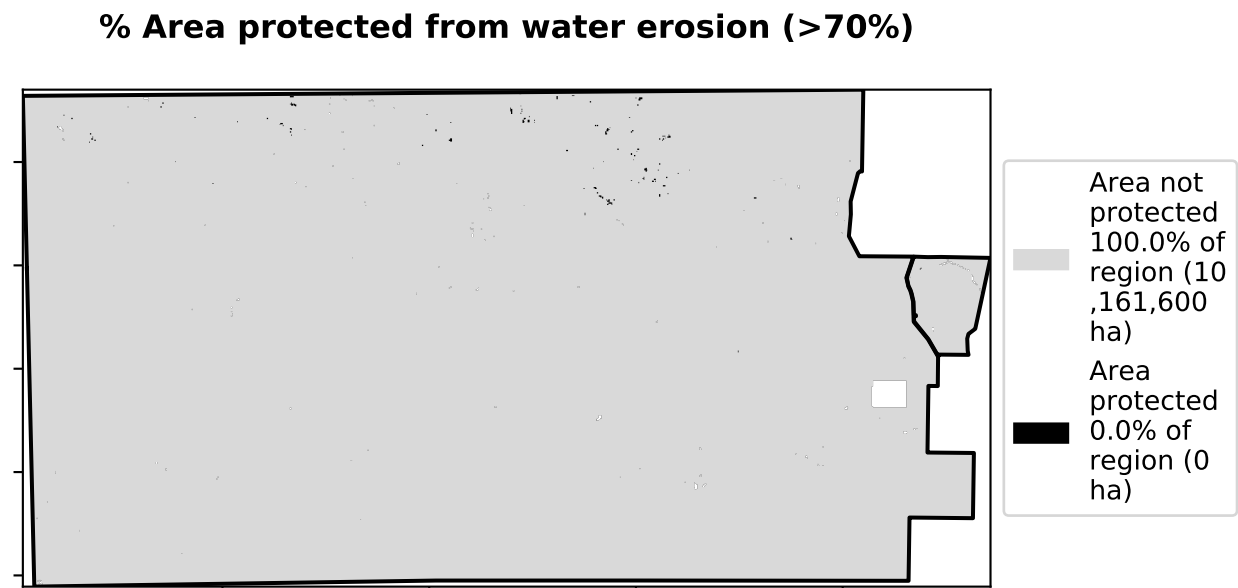 % Area protected from water erosion (>70%)
Area not
protected
100.0% of
region (10
,161,600
ha)
Area
protected
0.0% of
region (0
ha)